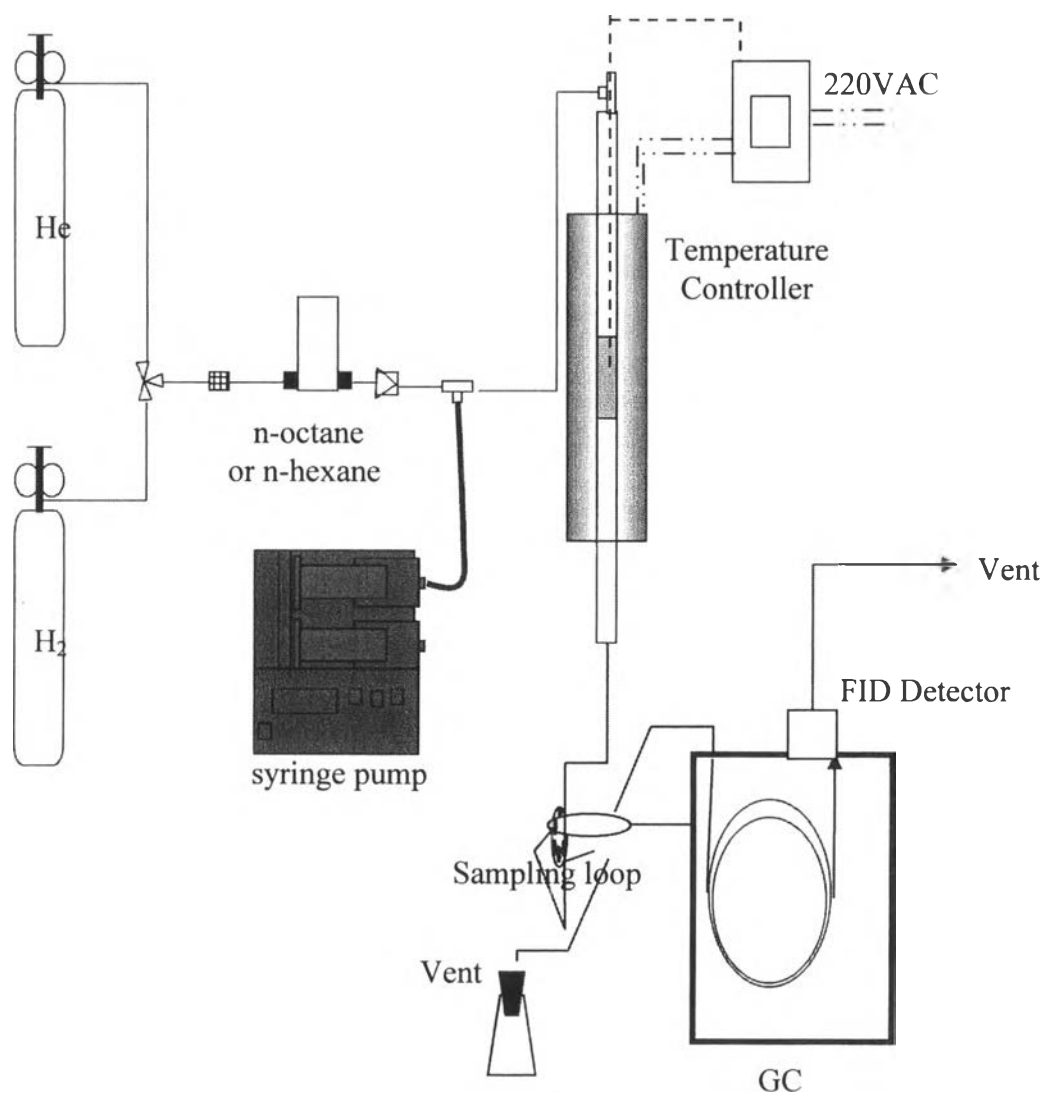 220VAC
He
Temperature
Controller
n-octane
or n-hexane
Vent
H₂
FID Detector
syringe pump
Sampling loop
Vent
GC